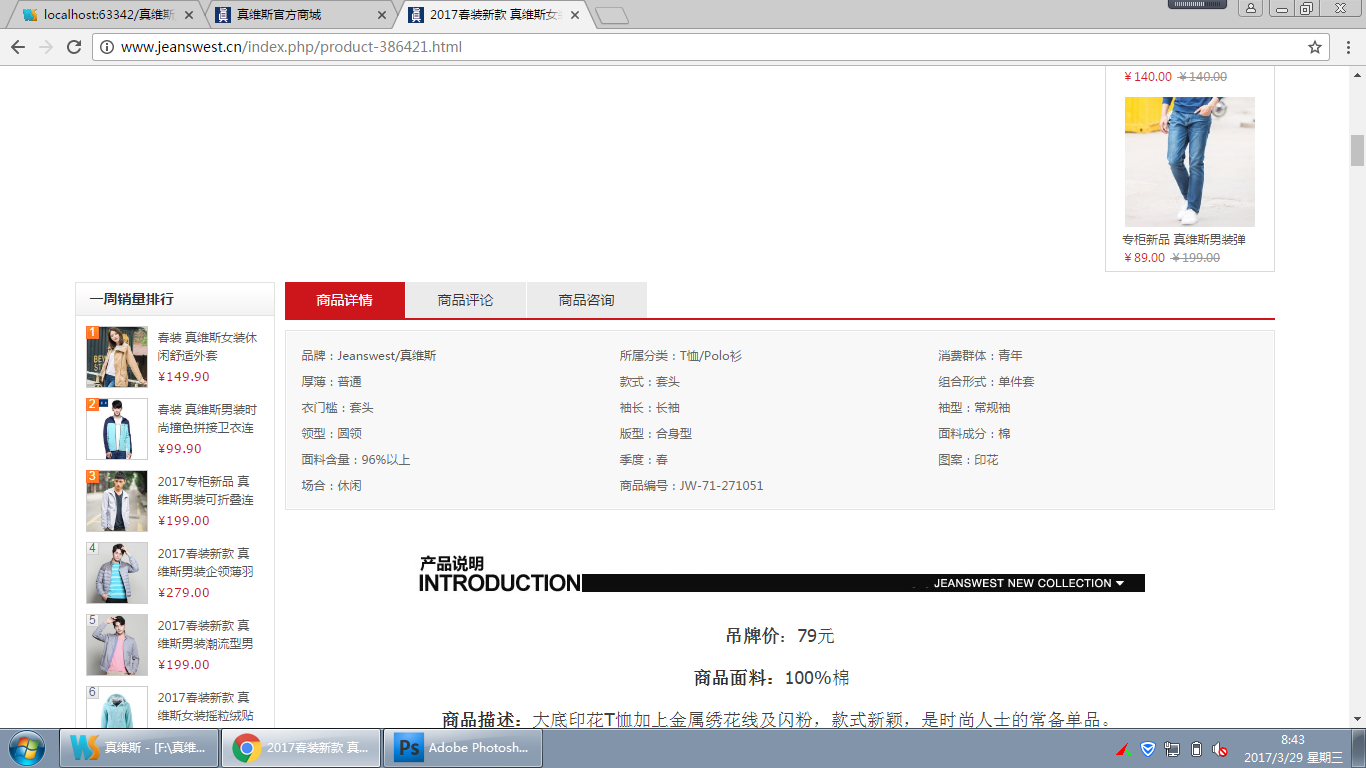 localhost:63342/真维斯
真维斯官方商城
2017春装新款 真维斯女装
www.jeanswest.cn/index.php/product-386421.html
￥140.00 ￥140.00
专柜新品 真维斯男装弹
￥89.00 ￥199.00
一周销量排行
商品详情 商品评论 商品咨询
1
春装 真维斯女装休
闲舒适外套
¥149.90
2
春装 真维斯男装时
尚撞色拼接卫衣连
¥99.90
3
2017专柜新品 真
维斯男装可折叠连
¥199.00
4
2017春装新款 真
维斯男装企领薄羽
¥279.00
5
2017春装新款 真
维斯男装潮流型男
¥199.00
6
2017春装新款 真
维斯女装摇粒绒贴
品牌：Jeanswest/真维斯 所属分类：T恤/Polo衫 消费群体：青年
厚薄：普通 款式：套头 组合形式：单件套
衣门槛：套头 袖长：长袖 袖型：常规袖
领型：圆领 版型：合身型 面料成分：棉
面料含量：96%以上 季度：春 图案：印花
场合：休闲 商品编号：JW-71-271051
产品说明
INTRODUCTION JEANSWEST NEW COLLECTION
吊牌价：79元
商品面料：100%棉
商品描述：大底印花T恤加上金属绣花线及闪粉，款式新颖，是时尚人士的常备单品。
真维斯 - [F:\真维...
2017春装新款 真...
Ps Adobe Photosh...
8:43
2017/3/29 星期三